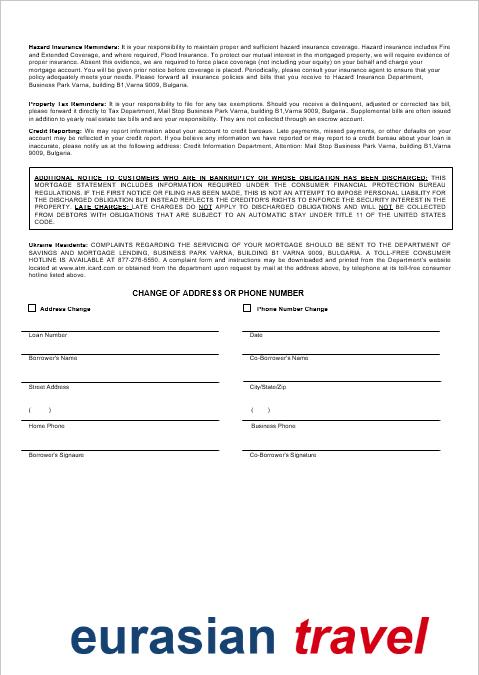 Hazard Insurance Reminders: It is your responsibility to maintain proper and sufficient hazard insurance coverage. Hazard insurance includes Fire
and Extended Coverage, and where required, Flood Insurance. To protect our mutual interest in the mortgaged property, we will require evidence of
proper insurance. Absent this evidence, we are required to force place coverage (not including your equity) on your behalf and charge your
mortgage account. You will be given prior notice before coverage is placed. Periodically, please consult your insurance agent to ensure that your
policy adequately meets your needs. Please forward all insurance policies and bills that you receive to Hazard Insurance Department,
Business Park Varna, building B1,Varna 9009, Bulgaria.
Property Tax Reminders: It is your responsibility to file for any tax exemptions. Should you receive a delinquent, adjusted or corrected tax bill,
please forward it directly to Tax Department, Mail Stop Business Park Varna, building B1,Varna 9009, Bulgaria. Supplemental bills are often issued
in addition to yearly real estate tax bills and are your responsibility. They are not collected through an escrow account.
Credit Reporting: We may report information about your account to credit bureaus. Late payments, missed payments, or other defaults on your
account may be reflected in your credit report. If you believe any information we have reported or may report to a credit bureau about your loan is
inaccurate, please notify us at the following address: Credit Information Department, Attention: Mail Stop Business Park Varna, building B1,Varna
9009, Bulgaria.
ADDITIONAL NOTICE TO CUSTOMERS WHO ARE IN BANKRUPTCY OR WHOSE OBLIGATION HAS BEEN DISCHARGED: THIS
MORTGAGE STATEMENT INCLUDES INFORMATION REQUIRED UNDER THE CONSUMER FINANCIAL PROTECTION BUREAU
REGULATIONS. IF THE FIRST NOTICE OR FILING HAS BEEN MADE, THIS IS NOT AN ATTEMPT TO IMPOSE PERSONAL LIABILITY FOR
THE DISCHARGED OBLIGATION BUT INSTEAD REFLECTS THE CREDITOR'S RIGHTS TO ENFORCE THE SECURITY INTEREST IN THE
PROPERTY. LATE CHARGES: LATE CHARGES DO NOT APPLY TO DISCHARGED OBLIGATIONS AND WILL NOT BE COLLECTED
FROM DEBTORS WITH OBLIGATIONS THAT ARE SUBJECT TO AN AUTOMATIC STAY UNDER TITLE 11 OF THE UNITED STATES
CODE.
Ukraine Residents: COMPLAINTS REGARDING THE SERVICING OF YOUR MORTGAGE SHOULD BE SENT TO THE DEPARTMENT OF
SAVINGS AND MORTGAGE LENDING, BUSINESS PARK VARNA, BUILDING B1 VARNA 9009, BULGARIA. A TOLL-FREE CONSUMER
HOTLINE IS AVAILABLE AT 877-276-5550. A complaint form and instructions may be downloaded and printed from the Department's website
located at www.atm.icard.com or obtained from the department upon request by mail at the address above, by telephone at its toll-free consumer
hotline listed above.
CHANGE OF ADDRESS OR PHONE NUMBER
Address Change Phone Number Change
Loan Number Date
Borrower's Name Co-Borrower's Name
Street Address City/State/Zip
( ) ( )
Home Phone Business Phone
Borrower's Signaure Co-Borrower's Signature
eurasian travel